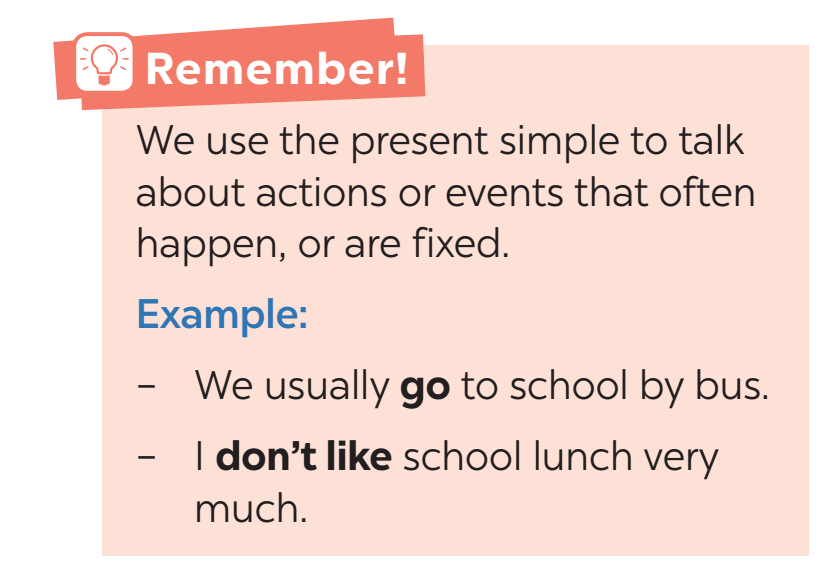 Remember!
We use the present simple to talk
about actions or events that often
happen, or are fixed.
Example:
– We usually go to school by bus.
– I don't like school lunch very
much.